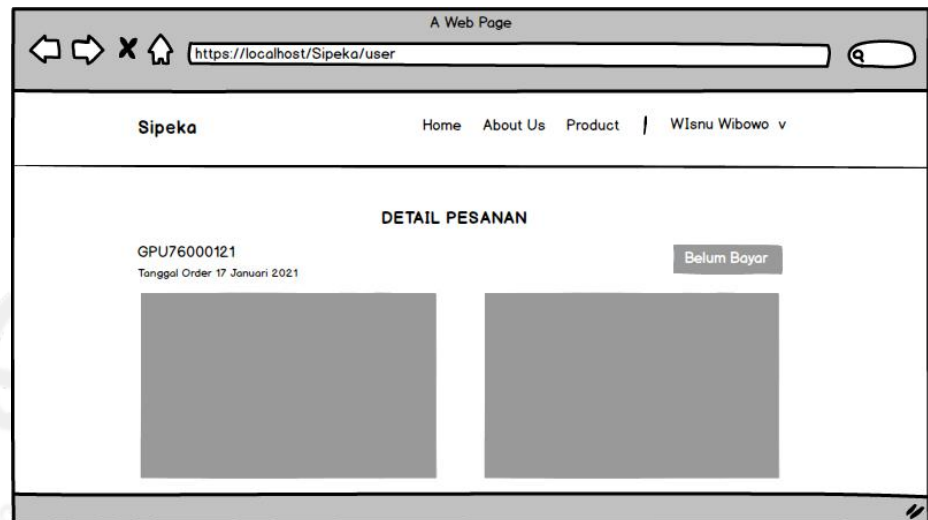 A Web Page
https://localhost/Sipeka/user
Sipeka Home About Us Product | WIsnu Wibowo v
DETAIL PESANAN
GPU76000121 Belum Bayar
Tanggal Order 17 Januari 2021